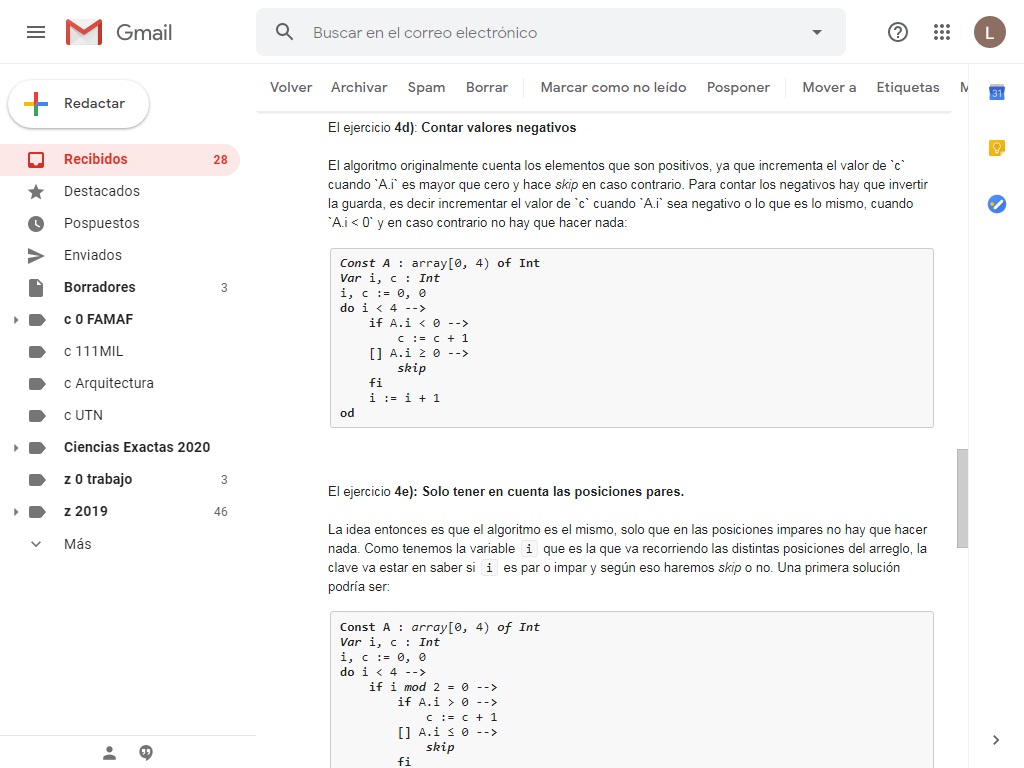 Gmail
Buscar en el correo electrónico
L
Redactar
Recibidos 28
Destacados
Pospuestos
Enviados
Borradores 3
c 0 FAMAF
c 111MIL
c Arquitectura
c UTN
Ciencias Exactas 2020
z 0 trabajo 3
z 2019 46
Más
Volver Archivar Spam Borrar Marcar como no leído Posponer Mover a Etiquetas M
El ejercicio 4d): Contar valores negativos
El algoritmo originalmente cuenta los elementos que son positivos, ya que incrementa el valor de `c`
cuando `A.i` es mayor que cero y hace skip en caso contrario. Para contar los negativos hay que invertir
la guarda, es decir incrementar el valor de `c` cuando `A.i` sea negativo o lo que es lo mismo, cuando
`A.i < 0` y en caso contrario no hay que hacer nada:
Const A : array[0, 4) of Int
Var i, c : Int
i, c := 0, 0
do i < 4 -->
if A.i < 0 -->
c := c + 1
[] A.i ≥ 0 -->
skip
fi
i := i + 1
od
El ejercicio 4e): Solo tener en cuenta las posiciones pares.
La idea entonces es que el algoritmo es el mismo, solo que en las posiciones impares no hay que hacer
nada. Como tenemos la variable i que es la que va recorriendo las distintas posiciones del arreglo, la
clave va estar en saber si i es par o impar y según eso haremos skip o no. Una primera solución
podría ser:
Const A : array[0, 4) of Int
Var i, c : Int
i, c := 0, 0
do i < 4 -->
if i mod 2 = 0 -->
if A.i > 0 -->
c := c + 1
[] A.i ≤ 0 -->
skip
fi
31